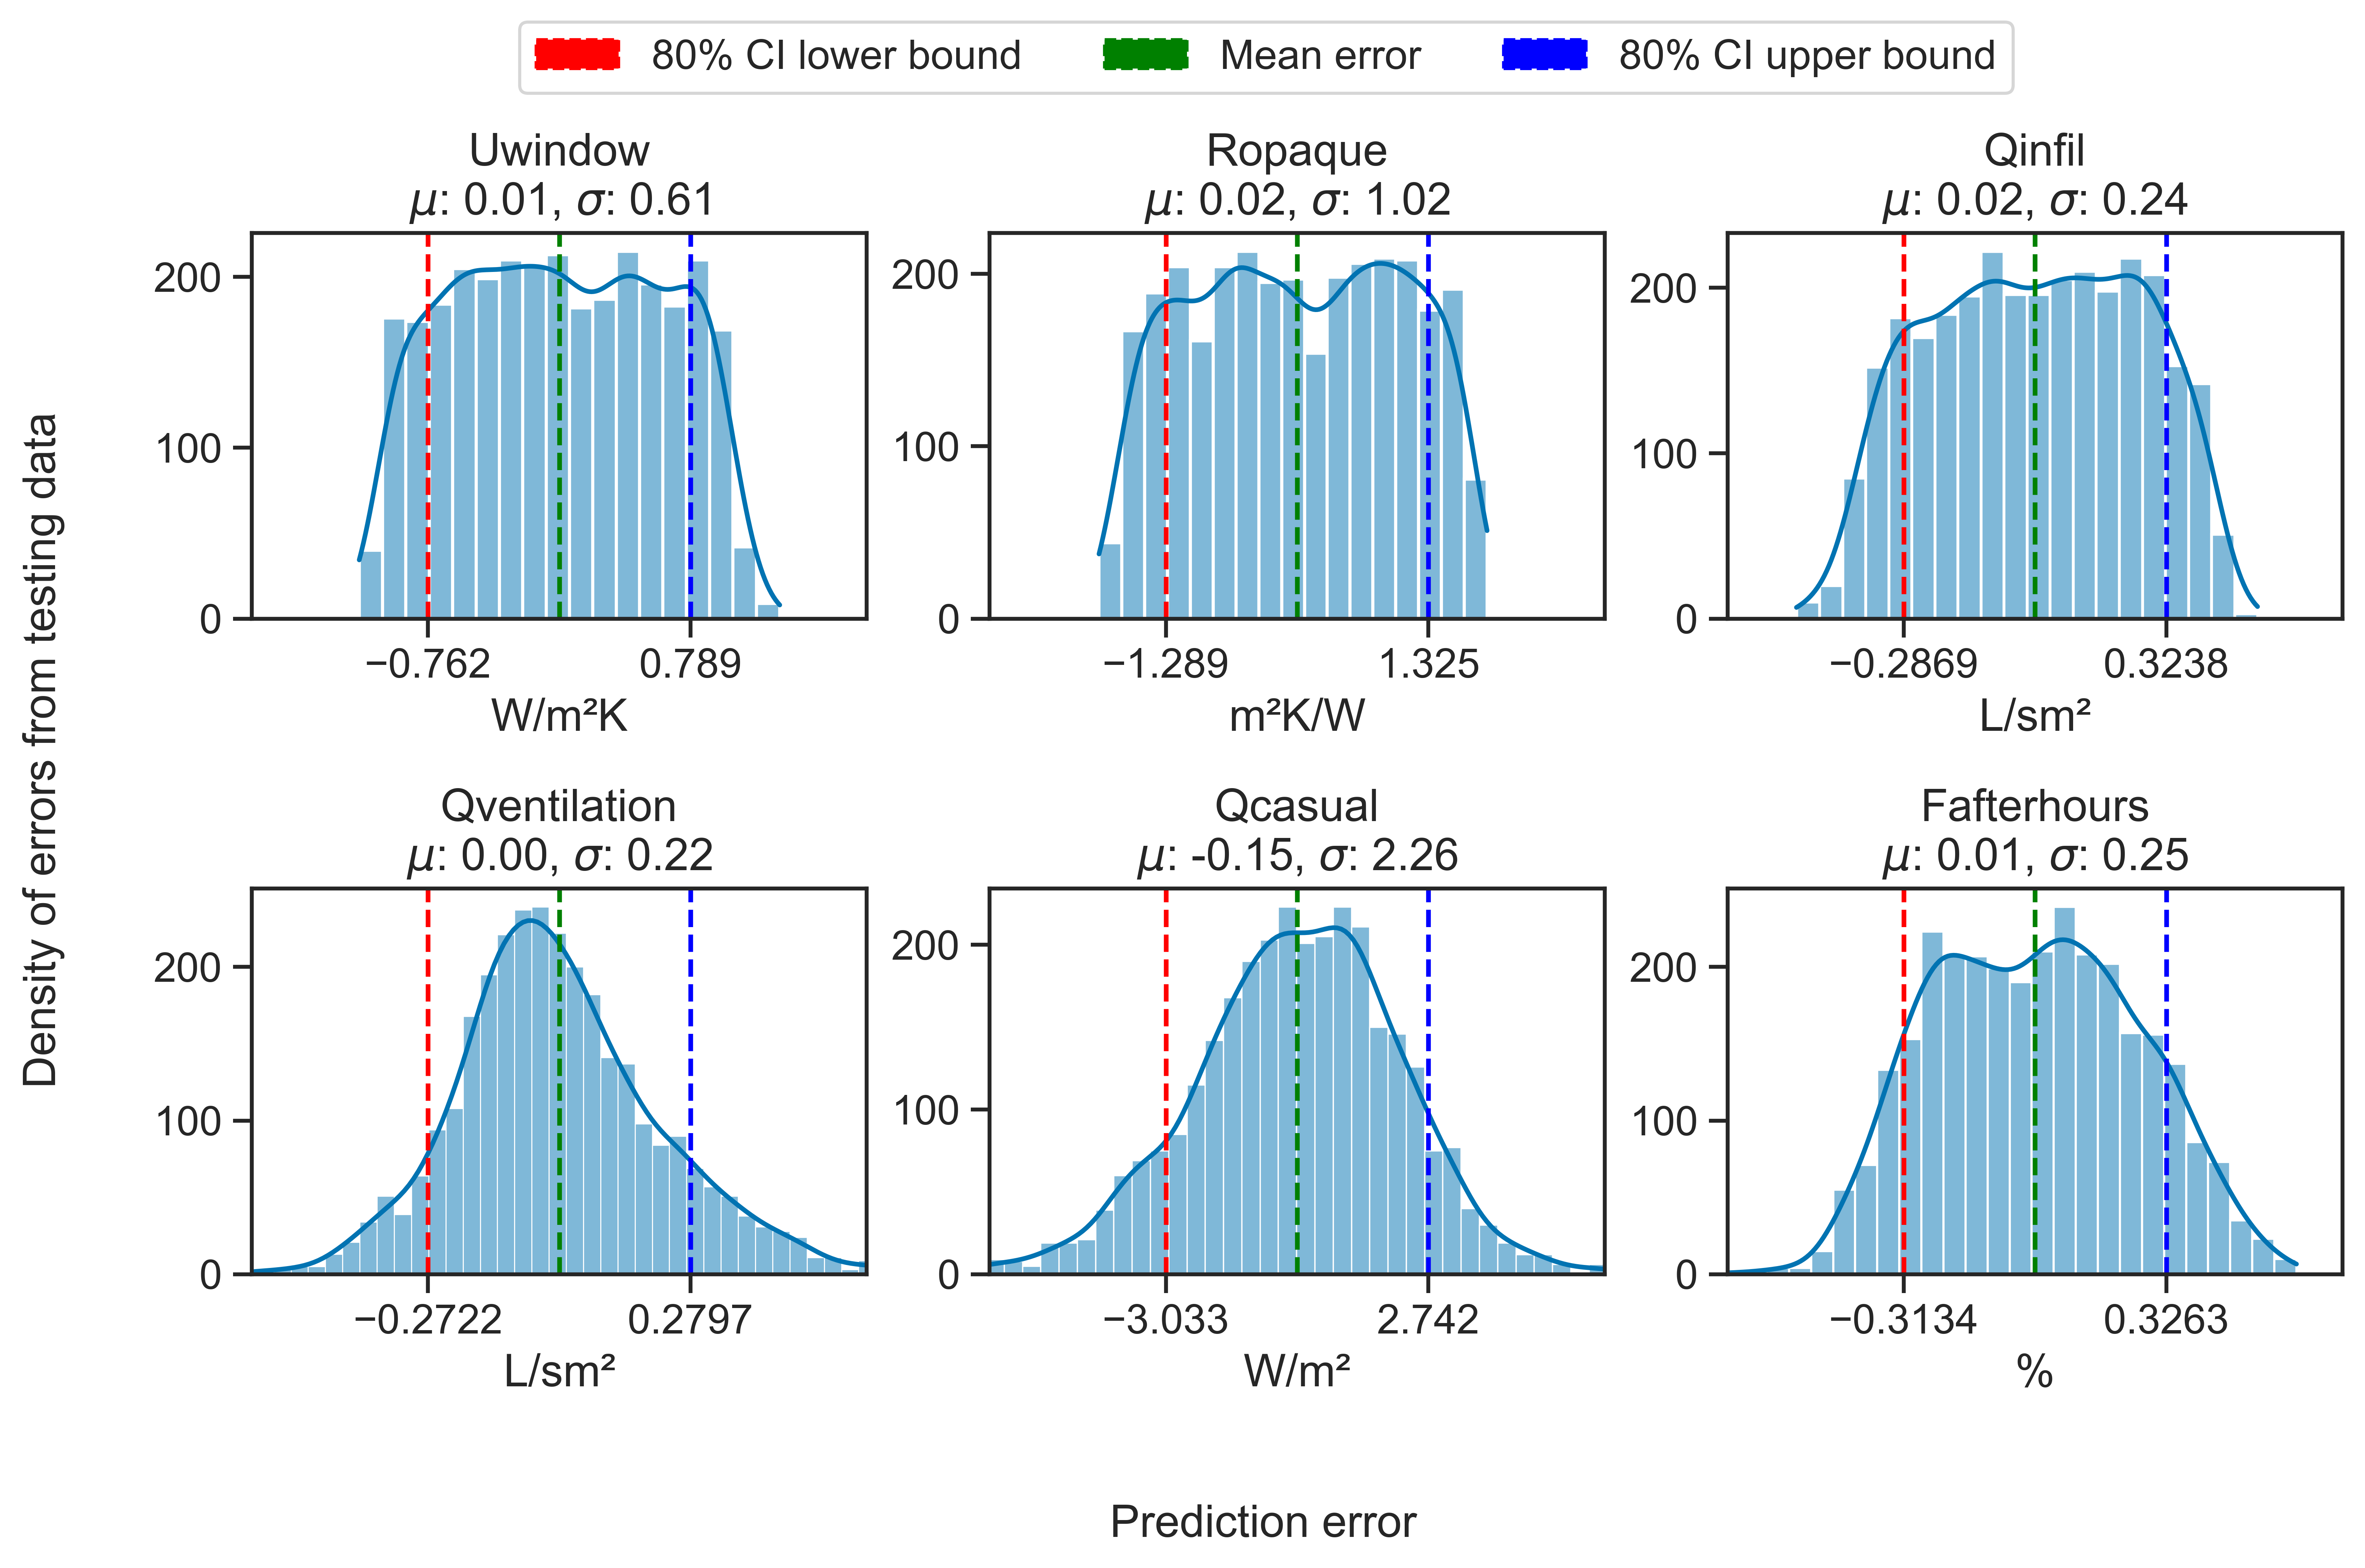 80% CI lower bound Mean error 80% CI upper bound
Density of errors from testing data
Uwindow
μ: 0.01, σ: 0.61
200
100
0
−0.762 0.789
W/m²K
Ropaque
μ: 0.02, σ: 1.02
200
100
0
−1.289 1.325
m²K/W
Qinfil
μ: 0.02, σ: 0.24
200
100
0
−0.2869 0.3238
L/sm²
Qventilation
μ: 0.00, σ: 0.22
200
100
0
−0.2722 0.2797
L/sm²
Qcasual
μ: -0.15, σ: 2.26
200
100
0
−3.033 2.742
W/m²
Fafterhours
μ: 0.01, σ: 0.25
200
100
0
−0.3134 0.3263
%
Prediction error